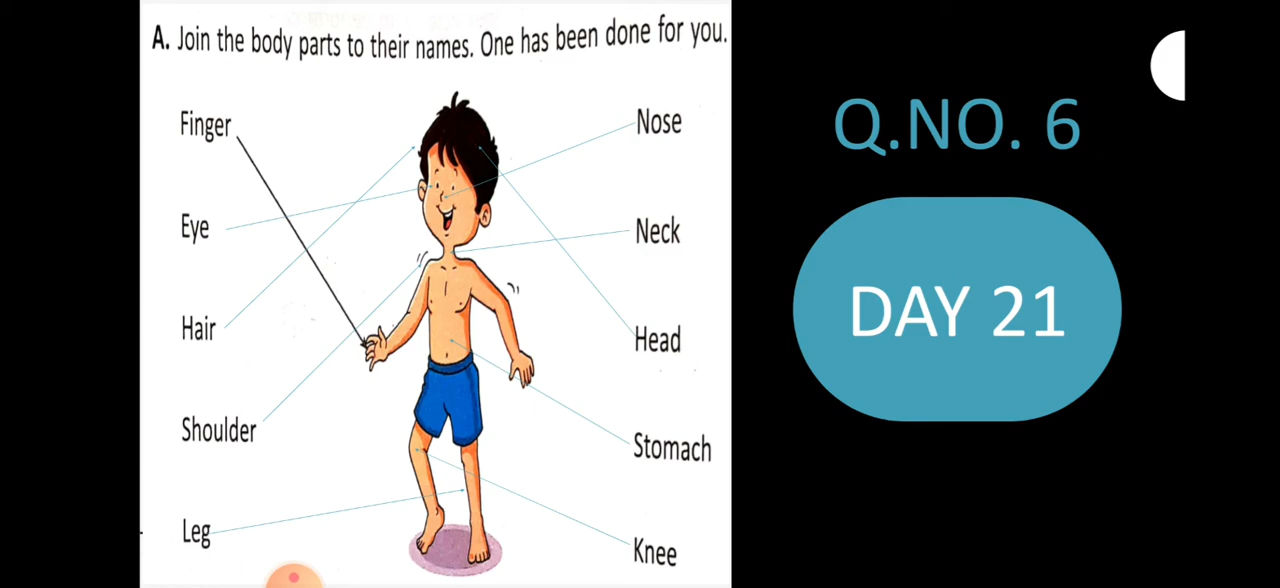 A. Join the body parts to their names. One has been done for you.
Finger
Nose
Eye
Neck
Hair
Head
Shoulder
Stomach
Leg
Knee
Q.NO. 6
DAY 21